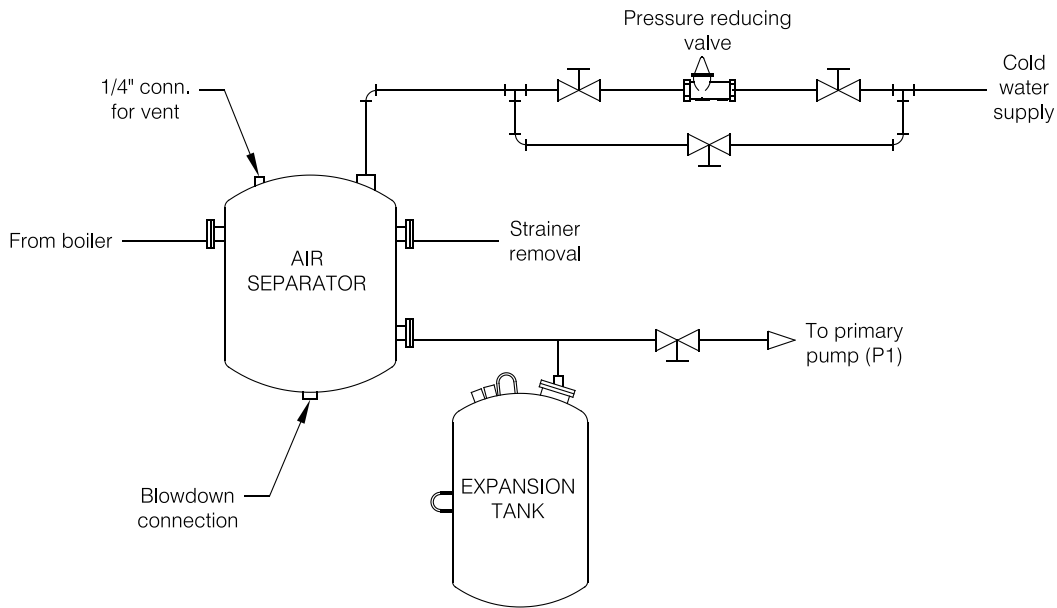 Pressure reducing
valve
Cold
water
supply
1/4" conn.
for vent
From boiler
Strainer
removal
AIR
SEPARATOR
To primary
pump (P1)
EXPANSION
TANK
Blowdown
connection